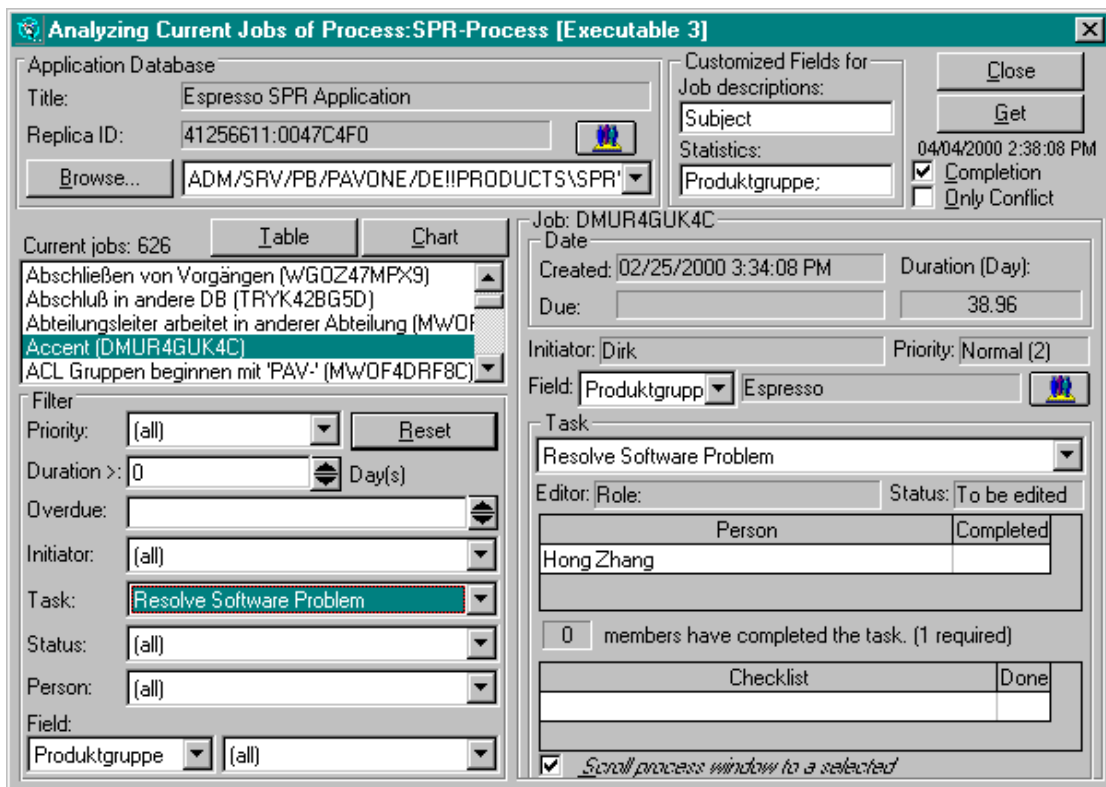 Analyzing Current Jobs of Process:SPR-Process [Executable 3]
Application Database
Title: Espresso SPR Application
Replica ID: 41256611:0047C4F0
Browse... ADM/SRV/PB/PAVONE/DE!!PRODUCTS\SPR'
Customized Fields for
Job descriptions:
Subject
Statistics:
Produktgruppe;
Close
Get
04/04/2000 2:38:08 PM
Completion
Only Conflict
Current jobs: 626 Table Chart
Abschließen von Vorgängen (WGOZ47MPX9)
Abschluß in andere DB (TRYK42BG5D)
Abteilungsleiter arbeitet in anderer Abteilung (MWOF
Accent (DMUR4GUK4C)
ACL Gruppen beginnen mit 'PAV-' (MWOF4DRF8C)
Filter
Priority: (all) Reset
Duration >: 0 Day(s)
Overdue:
Initiator: (all)
Task: Resolve Software Problem
Status: (all)
Person: (all)
Field:
Produktgruppe (all)
Job: DMUR4GUK4C
Date
Created: 02/25/2000 3:34:08 PM Duration (Day):
Due: 38.96
Initiator: Dirk Priority: Normal (2)
Field: Produktgrupp Espresso
Task
Resolve Software Problem
Editor: Role: Status: To be edited
Person Completed
Hong Zhang
0 members have completed the task. (1 required)
Checklist Done
Scroll process window to a selected